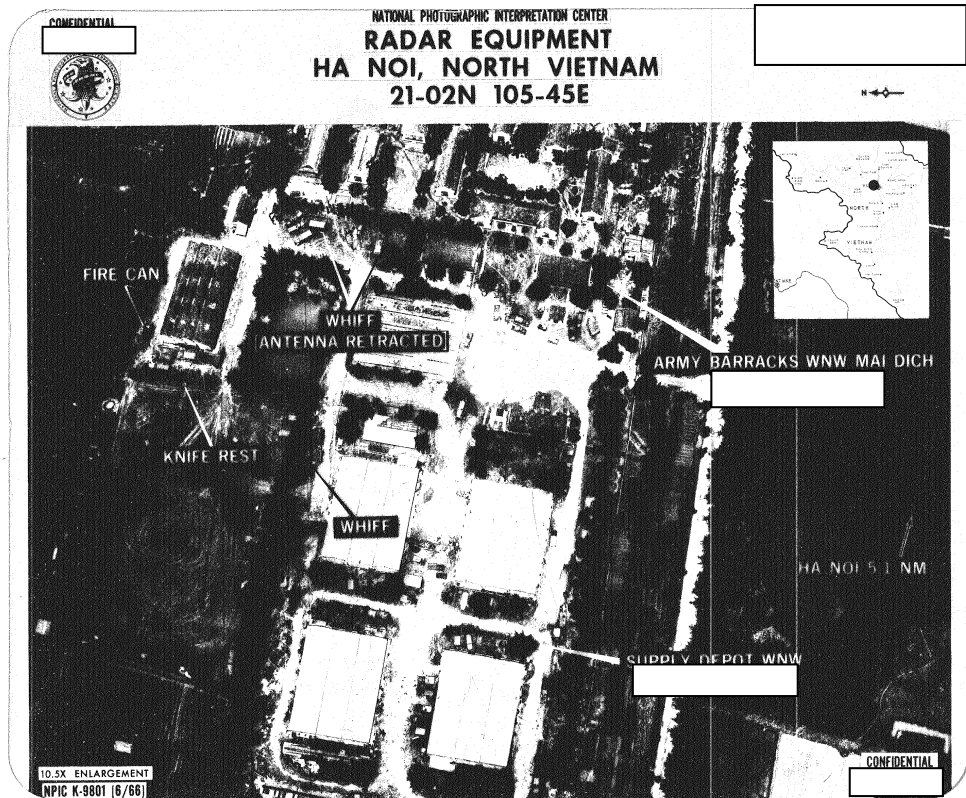 CONFIDENTIAL
NATIONAL PHOTOGRAPHIC INTERPRETATION CENTER
RADAR EQUIPMENT
HA NOI, NORTH VIETNAM
21-02N 105-45E
N
NORTH
VIETNAM
FIRE CAN
WHIFF
(ANTENNA RETRACTED)
ARMY BARRACKS WNW MAI DICH
KNIFE REST
WHIFF
HA NOI 5.1 NM
SUPPLY DEPOT WNW
10.5X ENLARGEMENT
NPIC K-9801 (6/66)
CONFIDENTIAL